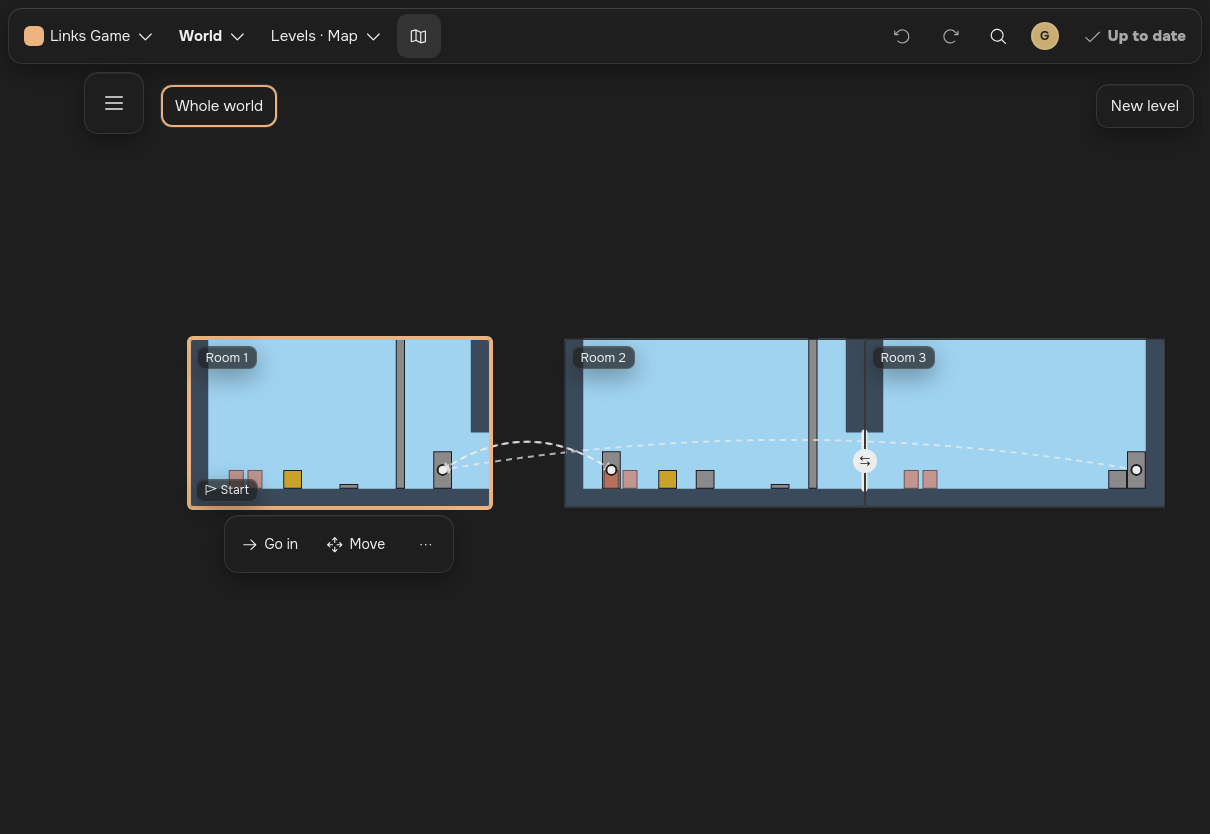 Links Game
World
Levels · Map
G
Up to date
Whole world
New level
Room 1
Room 2
Room 3
Start
Go in
Move